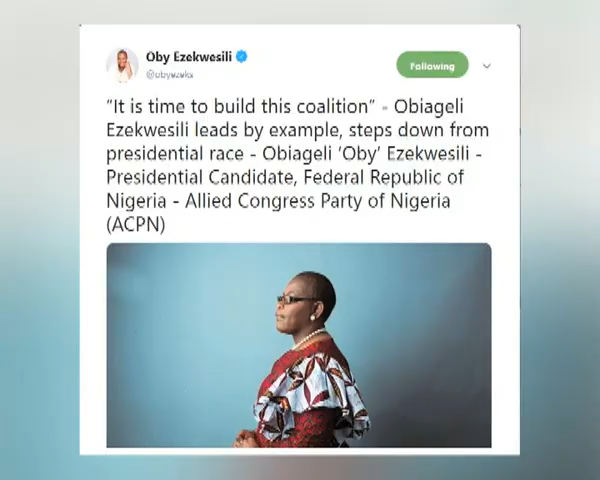 Oby Ezekwesili
@obyezeks
Following
"It is time to build this coalition" - Obiageli
Ezekwesili leads by example, steps down from
presidential race - Obiageli 'Oby' Ezekwesili -
Presidential Candidate, Federal Republic of
Nigeria - Allied Congress Party of Nigeria
(ACPN)